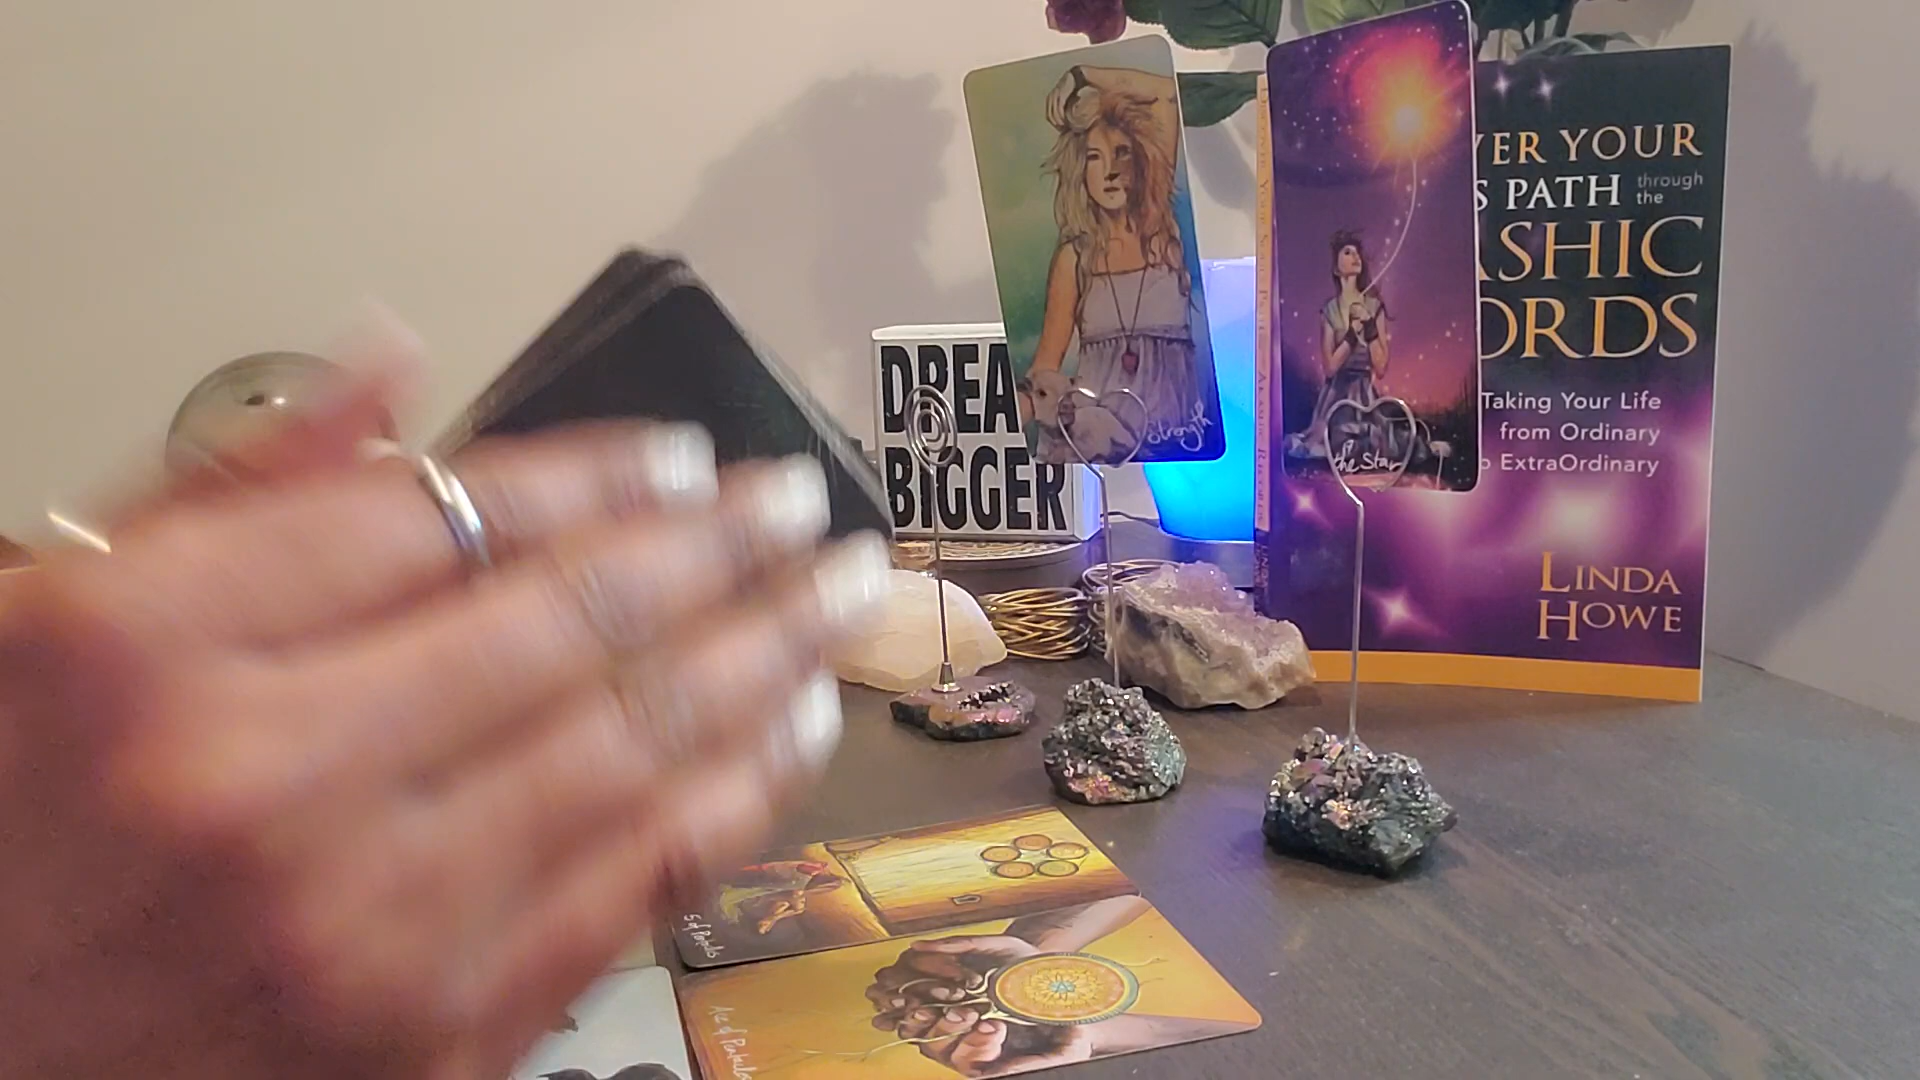 DREA
BIGGER
Strength
the Star
VER YOUR
S PATH through
the
ASHIC
ORDS
Taking Your Life
from Ordinary
o ExtraOrdinary
LINDA
HOWE
5 of Pentacles
Ace of Pentacles